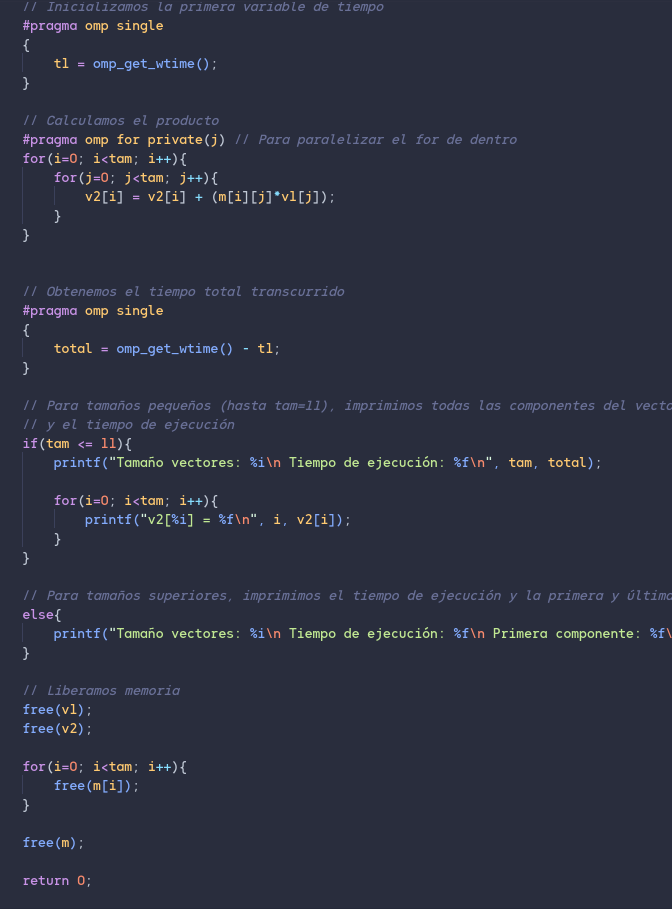 // Inicializamos la primera variable de tiempo
#pragma omp single
{
    t1 = omp_get_wtime();
}

// Calculamos el producto
#pragma omp for private(j) // Para paralelizar el for de dentro
for(i=0; i<tam; i++){
    for(j=0; j<tam; j++){
        v2[i] = v2[i] + (m[i][j]*v1[j]);
    }
}

// Obtenemos el tiempo total transcurrido
#pragma omp single
{
    total = omp_get_wtime() - t1;
}

// Para tamaños pequeños (hasta tam=11), imprimimos todas las componentes del vecto
// y el tiempo de ejecución
if(tam <= 11){
    printf("Tamaño vectores: %i\n Tiempo de ejecución: %f\n", tam, total);

    for(i=0; i<tam; i++){
        printf("v2[%i] = %f\n", i, v2[i]);
    }
}

// Para tamaños superiores, imprimimos el tiempo de ejecución y la primera y última
else{
    printf("Tamaño vectores: %i\n Tiempo de ejecución: %f\n Primera componente: %f\
}

// Liberamos memoria
free(v1);
free(v2);

for(i=0; i<tam; i++){
    free(m[i]);
}

free(m);

return 0;